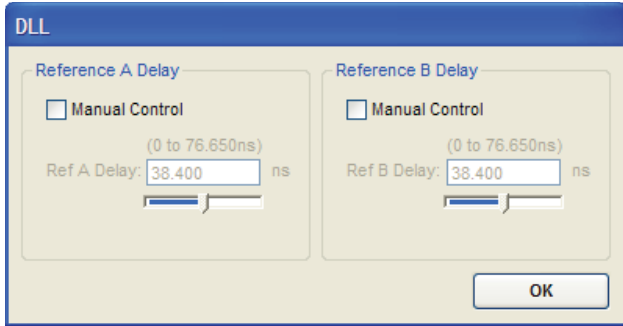 DLL
Reference A Delay
Manual Control
(0 to 76.650ns)
Ref A Delay: 38.400 ns
Reference B Delay
Manual Control
(0 to 76.650ns)
Ref B Delay: 38.400 ns
OK